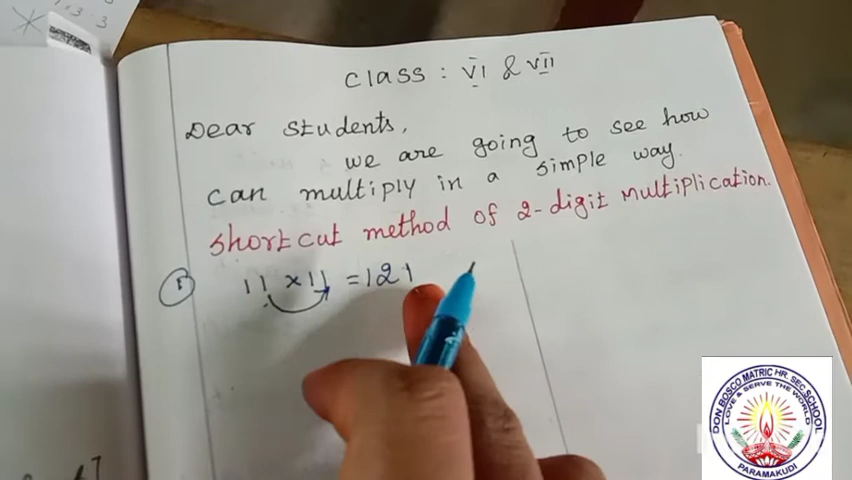 Class : VI & VII
Dear Students,
we are going to see how
can multiply in a simple way.
Short cut method of 2-digit Multiplication.
1 11 × 11 = 121
DON BOSCO MATRIC HR. SEC SCHOOL
LOVE & SERVE THE WORLD
PARAMAKUDI